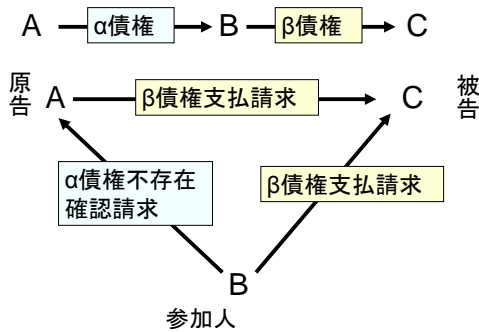 A α債権 B β債権 C
原告 A β債権支払請求 C 被告
α債権不存在
確認請求
β債権支払請求
B
参加人